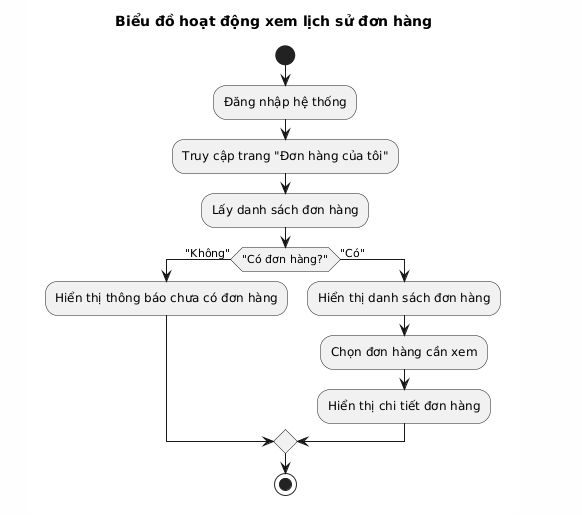 Biểu đồ hoạt động xem lịch sử đơn hàng
Đăng nhập hệ thống
Truy cập trang "Đơn hàng của tôi"
Lấy danh sách đơn hàng
"Không"
"Có đơn hàng?"
"Có"
Hiển thị thông báo chưa có đơn hàng
Hiển thị danh sách đơn hàng
Chọn đơn hàng cần xem
Hiển thị chi tiết đơn hàng